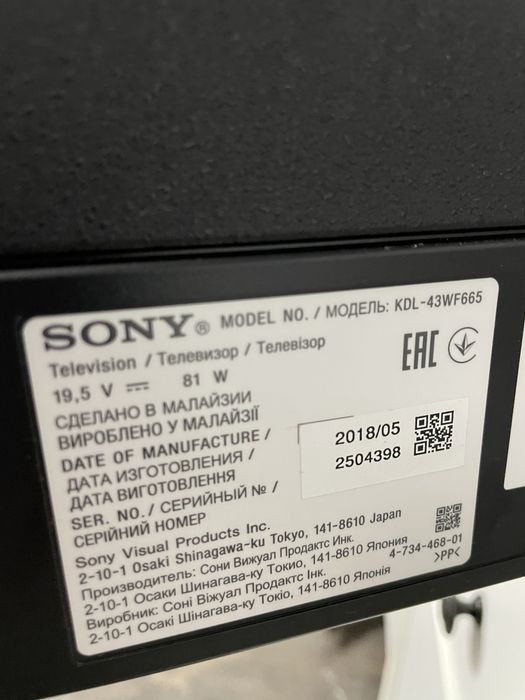 SONY® MODEL NO. / МОДЕЛЬ: KDL-43WF665
Television / Телевизор / Телевізор
19,5 V ⎓ 81 W
EAC
СДЕЛАНО В МАЛАЙЗИИ
ВИРОБЛЕНО У МАЛАЙЗІЇ
DATE OF MANUFACTURE /
ДАТА ИЗГОТОВЛЕНИЯ /
ДАТА ВИГОТОВЛЕННЯ
2018/05
SER. NO. / СЕРИЙНЫЙ № /
СЕРІЙНИЙ НОМЕР
2504398
Sony Visual Products Inc.
2-10-1 Osaki Shinagawa-ku Tokyo, 141-8610 Japan
Производитель: Сони Вижуал Продактс Инк.
2-10-1 Осаки Шинагава-ку Токио, 141-8610 Япония
Виробник: Соні Віжуал Продактс Інк.
2-10-1 Осакі Шінагава-ку Токіо, 141-8610 Японія
4-734-468-01
>PP<